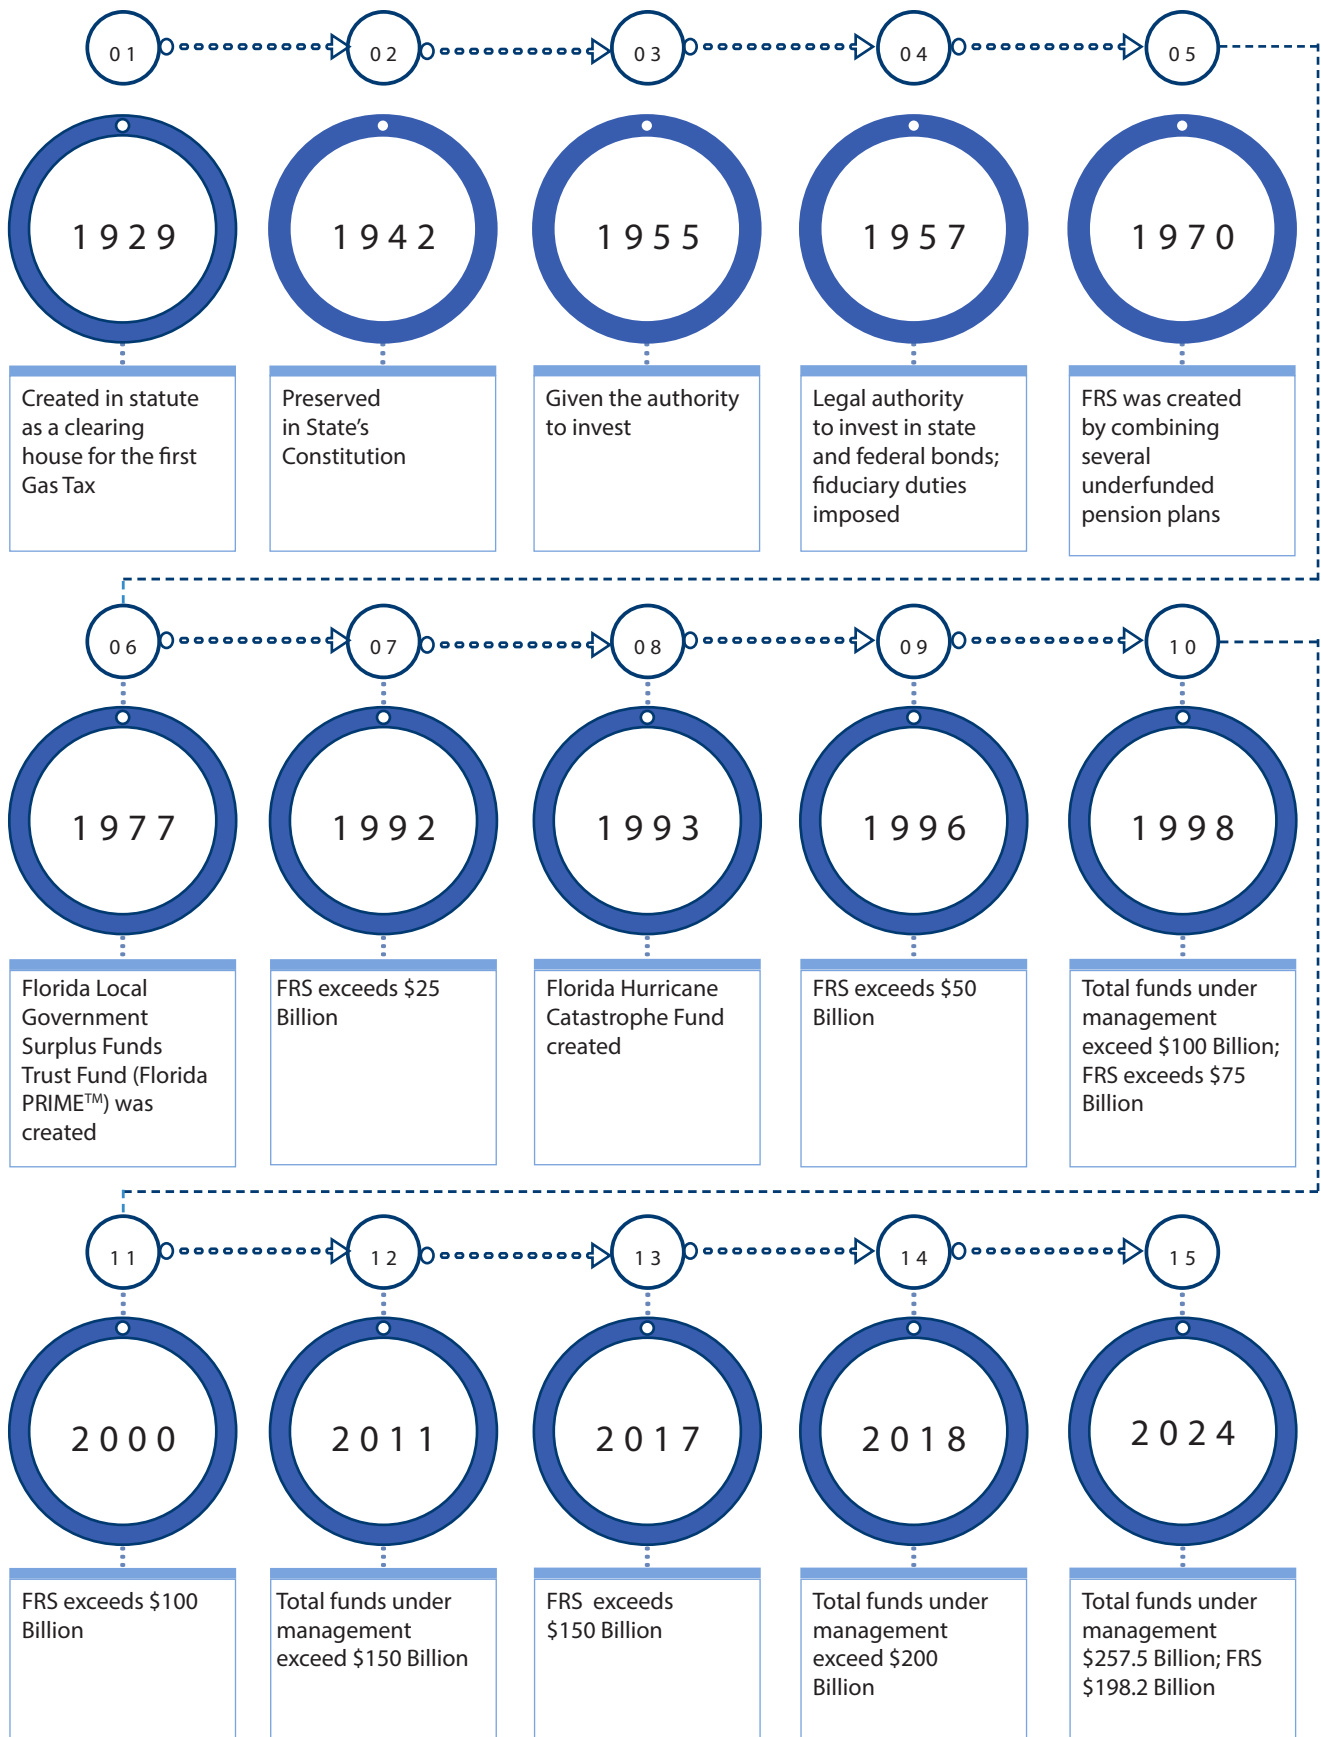 01
02
03
04
05
1929
1942
1955
1957
1970
Created in statute
as a clearing
house for the first
Gas Tax
Preserved
in State’s
Constitution
Given the authority
to invest
Legal authority
to invest in state
and federal bonds;
fiduciary duties
imposed
FRS was created
by combining
several
underfunded
pension plans
06
07
08
09
10
1977
1992
1993
1996
1998
Florida Local
Government
Surplus Funds
Trust Fund (Florida
PRIME™) was
created
FRS exceeds $25
Billion
Florida Hurricane
Catastrophe Fund
created
FRS exceeds $50
Billion
Total funds under
management
exceed $100 Billion;
FRS exceeds $75
Billion
11
12
13
14
15
2000
2011
2017
2018
2024
FRS exceeds $100
Billion
Total funds under
management
exceed $150 Billion
FRS exceeds
$150 Billion
Total funds under
management
exceed $200
Billion
Total funds under
management
$257.5 Billion; FRS
$198.2 Billion